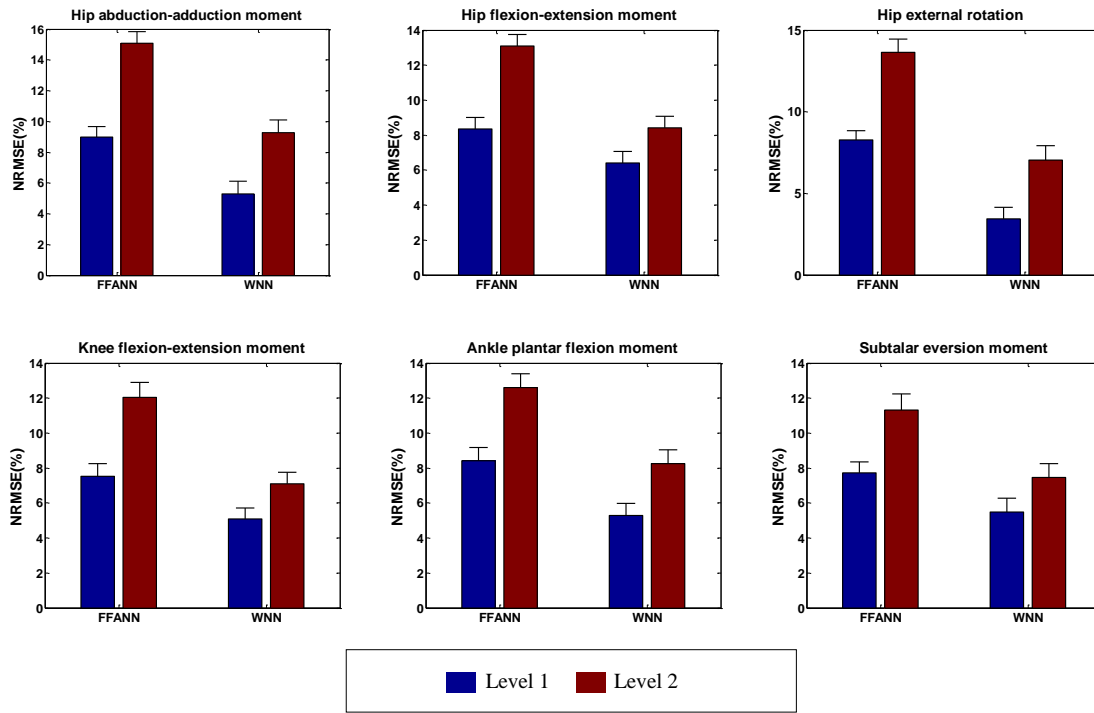 Hip abduction-adduction moment
16
14
12
10
8
6
4
2
0
NRMSE(%)
FFANN WNN
Hip flexion-extension moment
14
12
10
8
6
4
2
0
NRMSE(%)
FFANN WNN
Hip external rotation
15
10
5
0
NRMSE(%)
FFANN WNN
Knee flexion-extension moment
14
12
10
8
6
4
2
0
NRMSE(%)
FFANN WNN
Ankle plantar flexion moment
14
12
10
8
6
4
2
0
NRMSE(%)
FFANN WNN
Subtalar eversion moment
14
12
10
8
6
4
2
0
NRMSE(%)
FFANN WNN
Level 1 Level 2